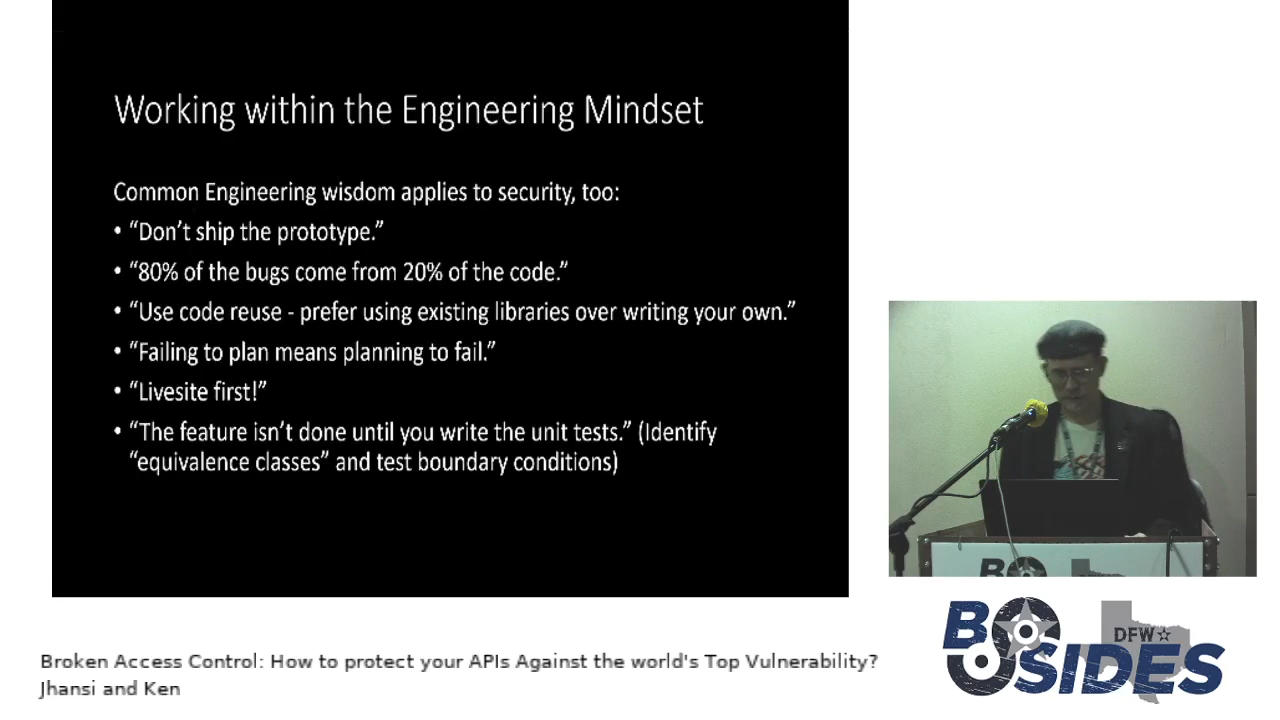 Working within the Engineering Mindset
Common Engineering wisdom applies to security, too:
• “Don’t ship the prototype.”
• “80% of the bugs come from 20% of the code.”
• “Use code reuse - prefer using existing libraries over writing your own.”
• “Failing to plan means planning to fail.”
• “Livesite first!”
• “The feature isn’t done until you write the unit tests.” (Identify
“equivalence classes” and test boundary conditions)
B
BSIDES
DFW
Broken Access Control: How to protect your APIs Against the world's Top Vulnerability?
Jhansi and Ken